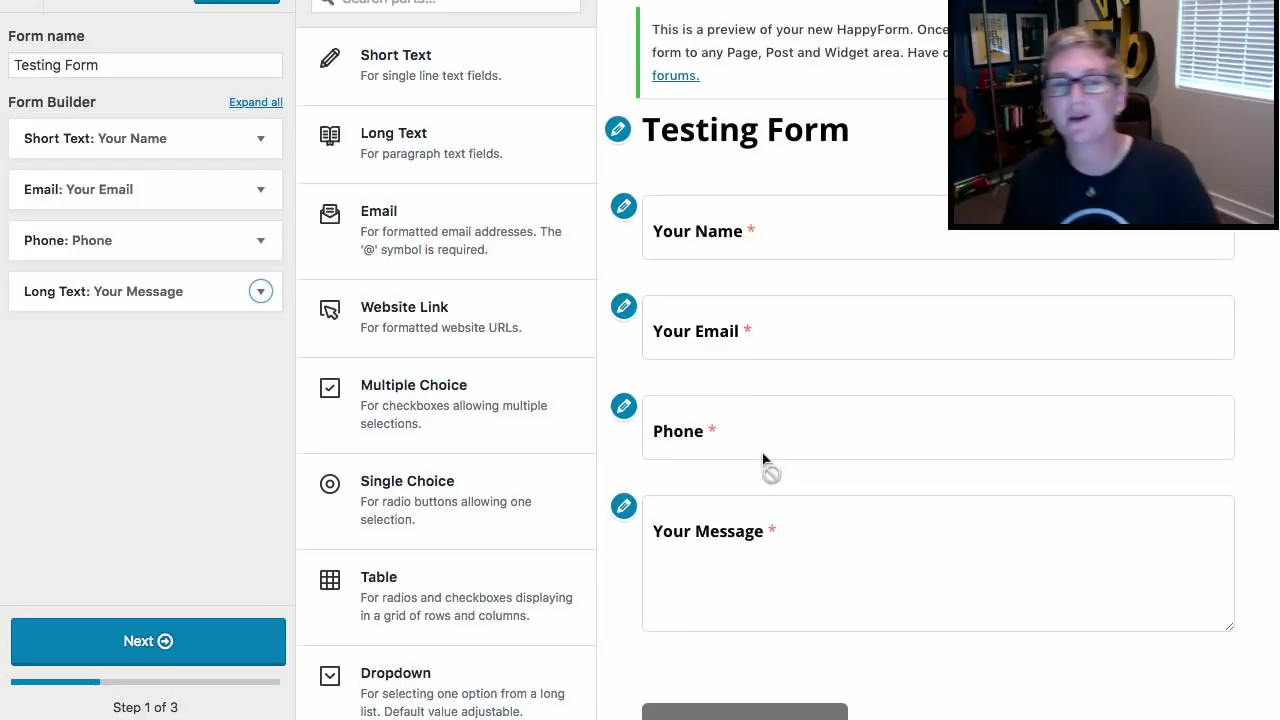 Form name
Testing Form
Form Builder
Expand all
Short Text: Your Name
Email: Your Email
Phone: Phone
Long Text: Your Message
Next
Step 1 of 3
Short Text
For single line text fields.
Long Text
For paragraph text fields.
Email
For formatted email addresses. The
'@' symbol is required.
Website Link
For formatted website URLs.
Multiple Choice
For checkboxes allowing multiple
selections.
Single Choice
For radio buttons allowing one
selection.
Table
For radios and checkboxes displaying
in a grid of rows and columns.
Dropdown
For selecting one option from a long
list. Default value adjustable.
This is a preview of your new HappyForm. Once
form to any Page, Post and Widget area. Have
forums.
Testing Form
Your Name *
Your Email *
Phone *
Your Message *